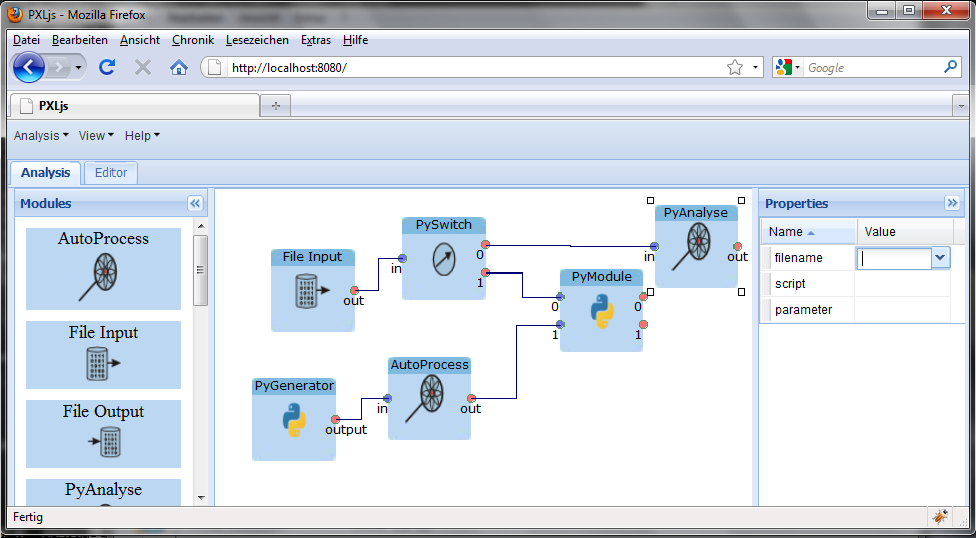 PXLjs - Mozilla Firefox
Datei Bearbeiten Ansicht Chronik Lesezeichen Extras Hilfe
http://localhost:8080/
Google
PXLjs
Analysis View Help
Analysis Editor
Modules
AutoProcess
File Input
File Output
PyAnalyse
File Input
out
PySwitch
in
0
1
PyAnalyse
in
out
PyModule
0
1
0
1
PyGenerator
output
AutoProcess
in
out
Properties
Name Value
filename
script
parameter
Fertig